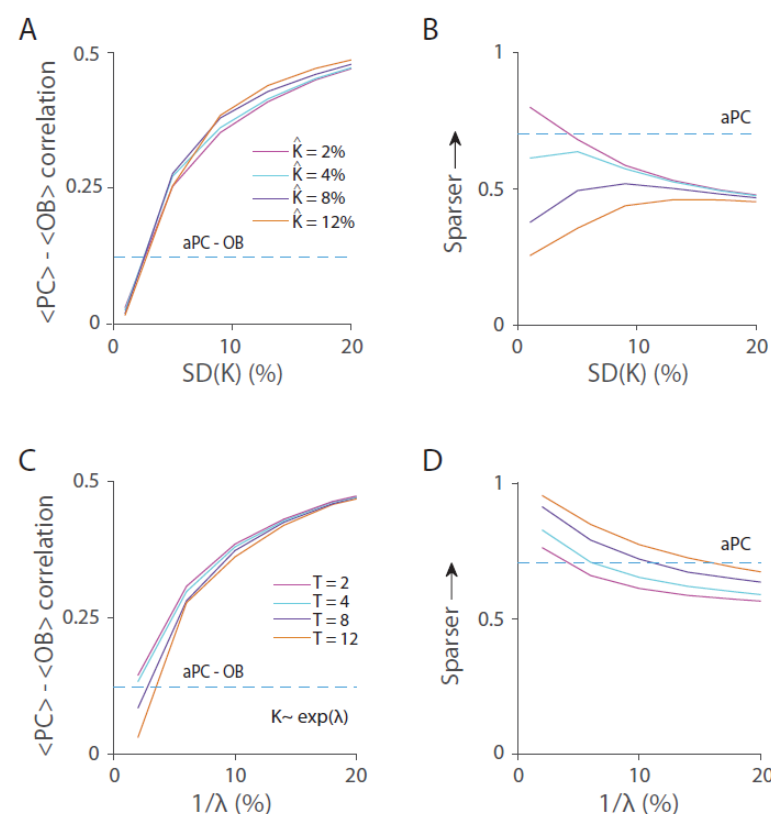 A
<PC> - <OB> correlation
0.5
0.25
0
aPC - OB
K̂ = 2%
K̂ = 4%
K̂ = 8%
K̂ = 12%
0
10
20
SD(K) (%)
B
Sparser
1
0.5
0
aPC
0
10
20
SD(K) (%)
C
<PC> - <OB> correlation
0.5
0.25
0
T = 2
T = 4
T = 8
T = 12
aPC - OB
K~ exp(λ)
0
10
20
1/λ (%)
D
Sparser
1
0.5
0
aPC
0
10
20
1/λ (%)